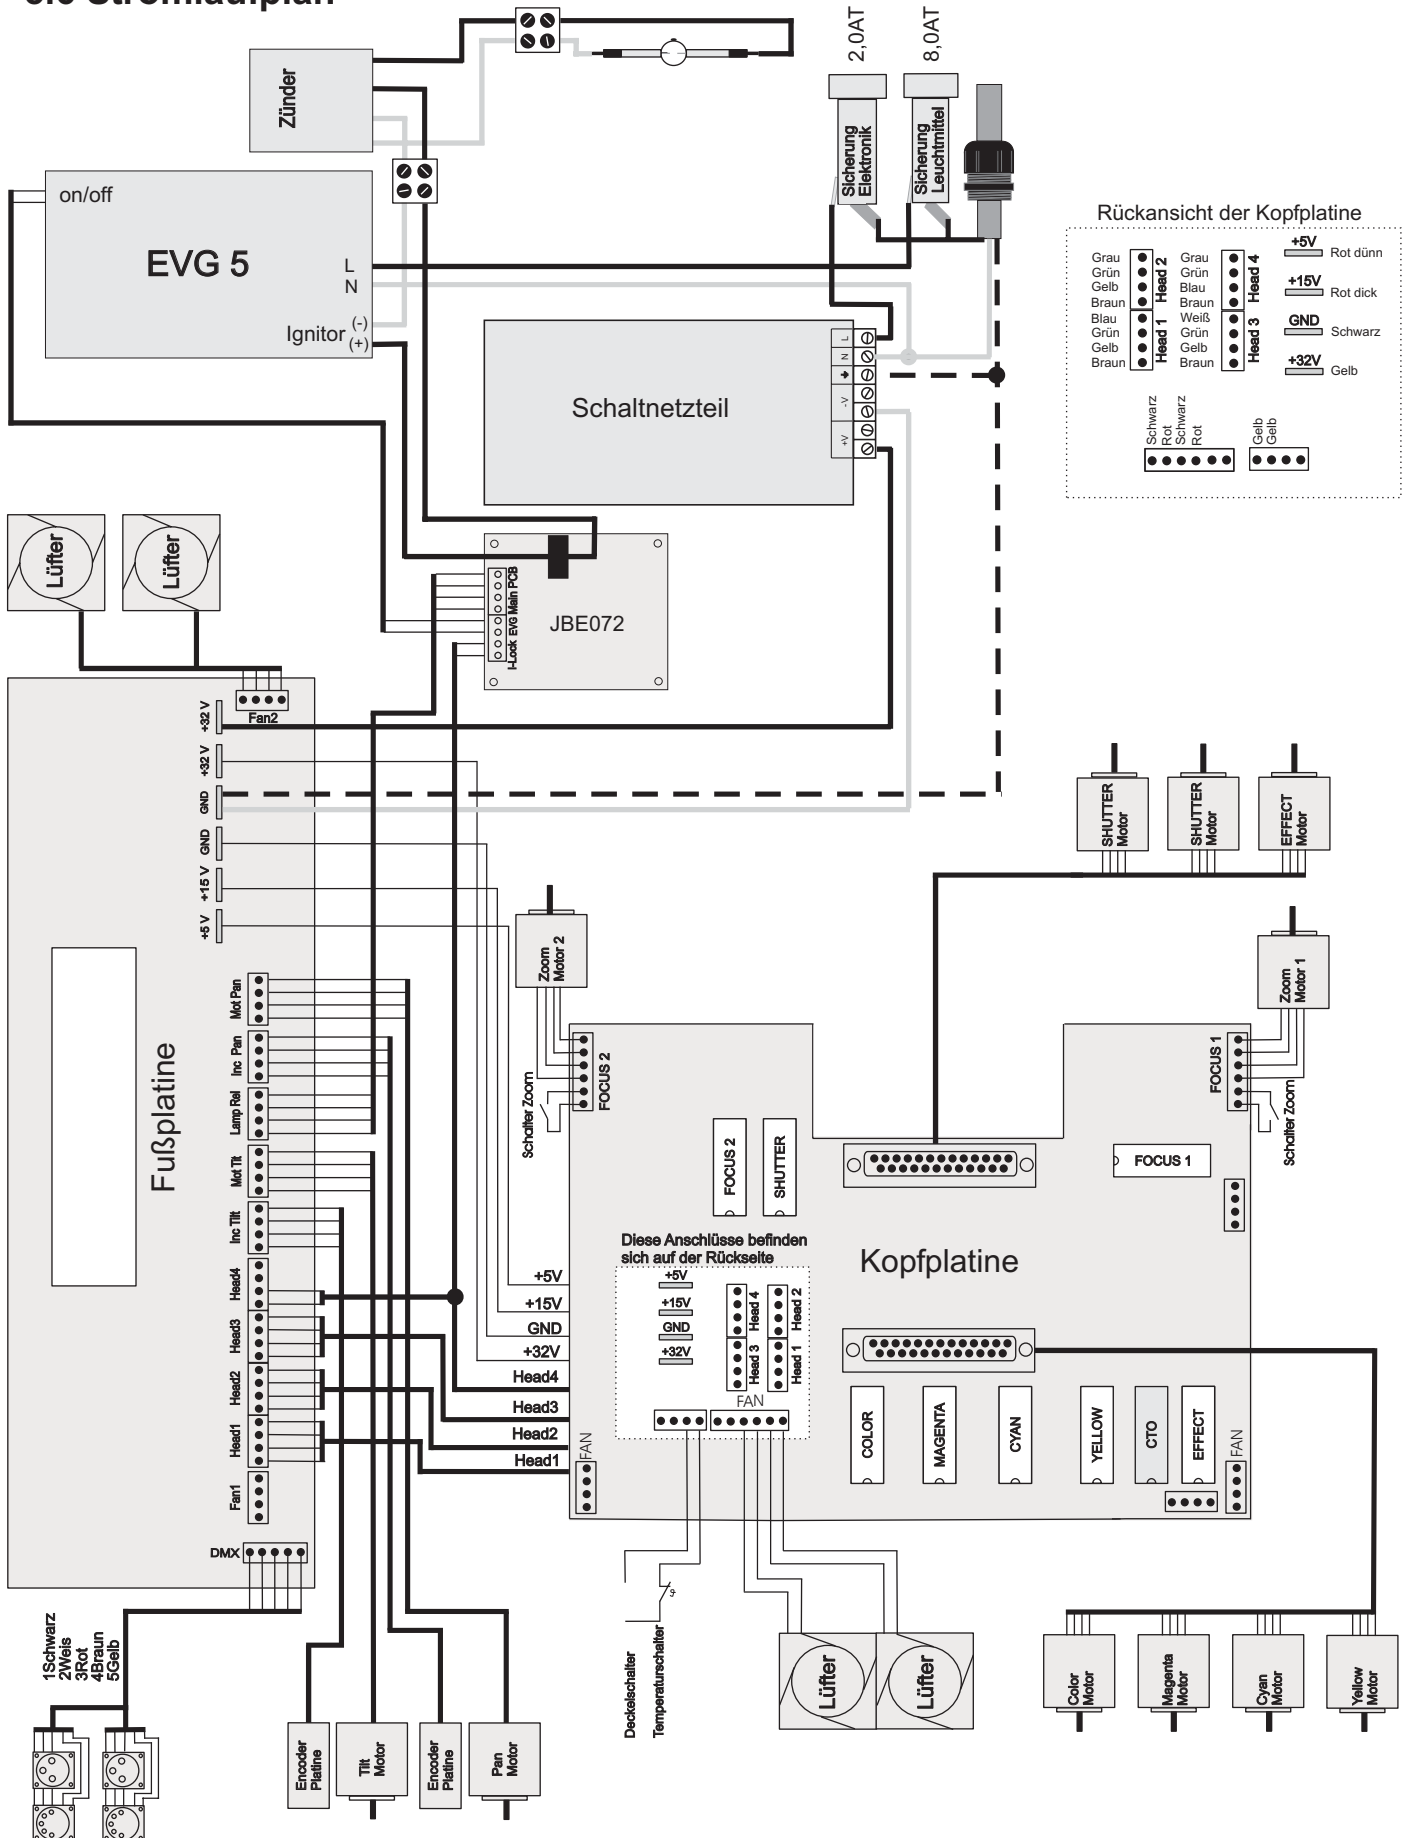 Zünder
2,0AT
8,0AT
Sicherung
Elektronik
Sicherung
Leuchtmittel
on/off
EVG 5
L
N
Ignitor
(-)
(+)
Schaltnetzteil
L
N
-V
+V
Rückansicht der Kopfplatine
Grau
Grün
Gelb
Braun
Blau
Grün
Gelb
Braun
Head 2
Head 1
Grau
Grün
Blau
Braun
Weiß
Grün
Gelb
Braun
Head 4
Head 3
+5V
Rot dünn
+15V
Rot dick
GND
Schwarz
+32V
Gelb
Schwarz
Rot
Schwarz
Rot
Gelb
Gelb
Lüfter
Lüfter
I-Lock EVG Main PCB
JBE072
Fan2
+32 V
+32 V
GND
GND
+15 V
+5 V
Fußplatine
Mot Pan
Inc Pan
Lamp Rel
Mot Tit
Inc Tilt
Head4
Head3
Head2
Head1
Fan1
DMX
1Schwarz
2Weis
3Rot
4Braun
5Gelb
SHUTTER
Motor
SHUTTER
Motor
EFFECT
Motor
Zoom
Motor 2
Zoom
Motor 1
FOCUS 2
Schalter Zoom
FOCUS 1
Schalter Zoom
FOCUS 2
SHUTTER
FOCUS 1
Diese Anschlüsse befinden
sich auf der Rückseite
Kopfplatine
+5V
+15V
GND
+32V
Head4
Head3
Head2
Head1
+5V
+15V
GND
+32V
Head 4
Head 3
Head 2
Head 1
FAN
FAN
COLOR
MAGENTA
CYAN
YELLOW
CTO
EFFECT
FAN
Deckelschalter
Temperaturschalter
Lüfter
Lüfter
Color
Motor
Magenta
Motor
Cyan
Motor
Yellow
Motor
Encoder
Platine
Tilt
Motor
Encoder
Platine
Pan
Motor